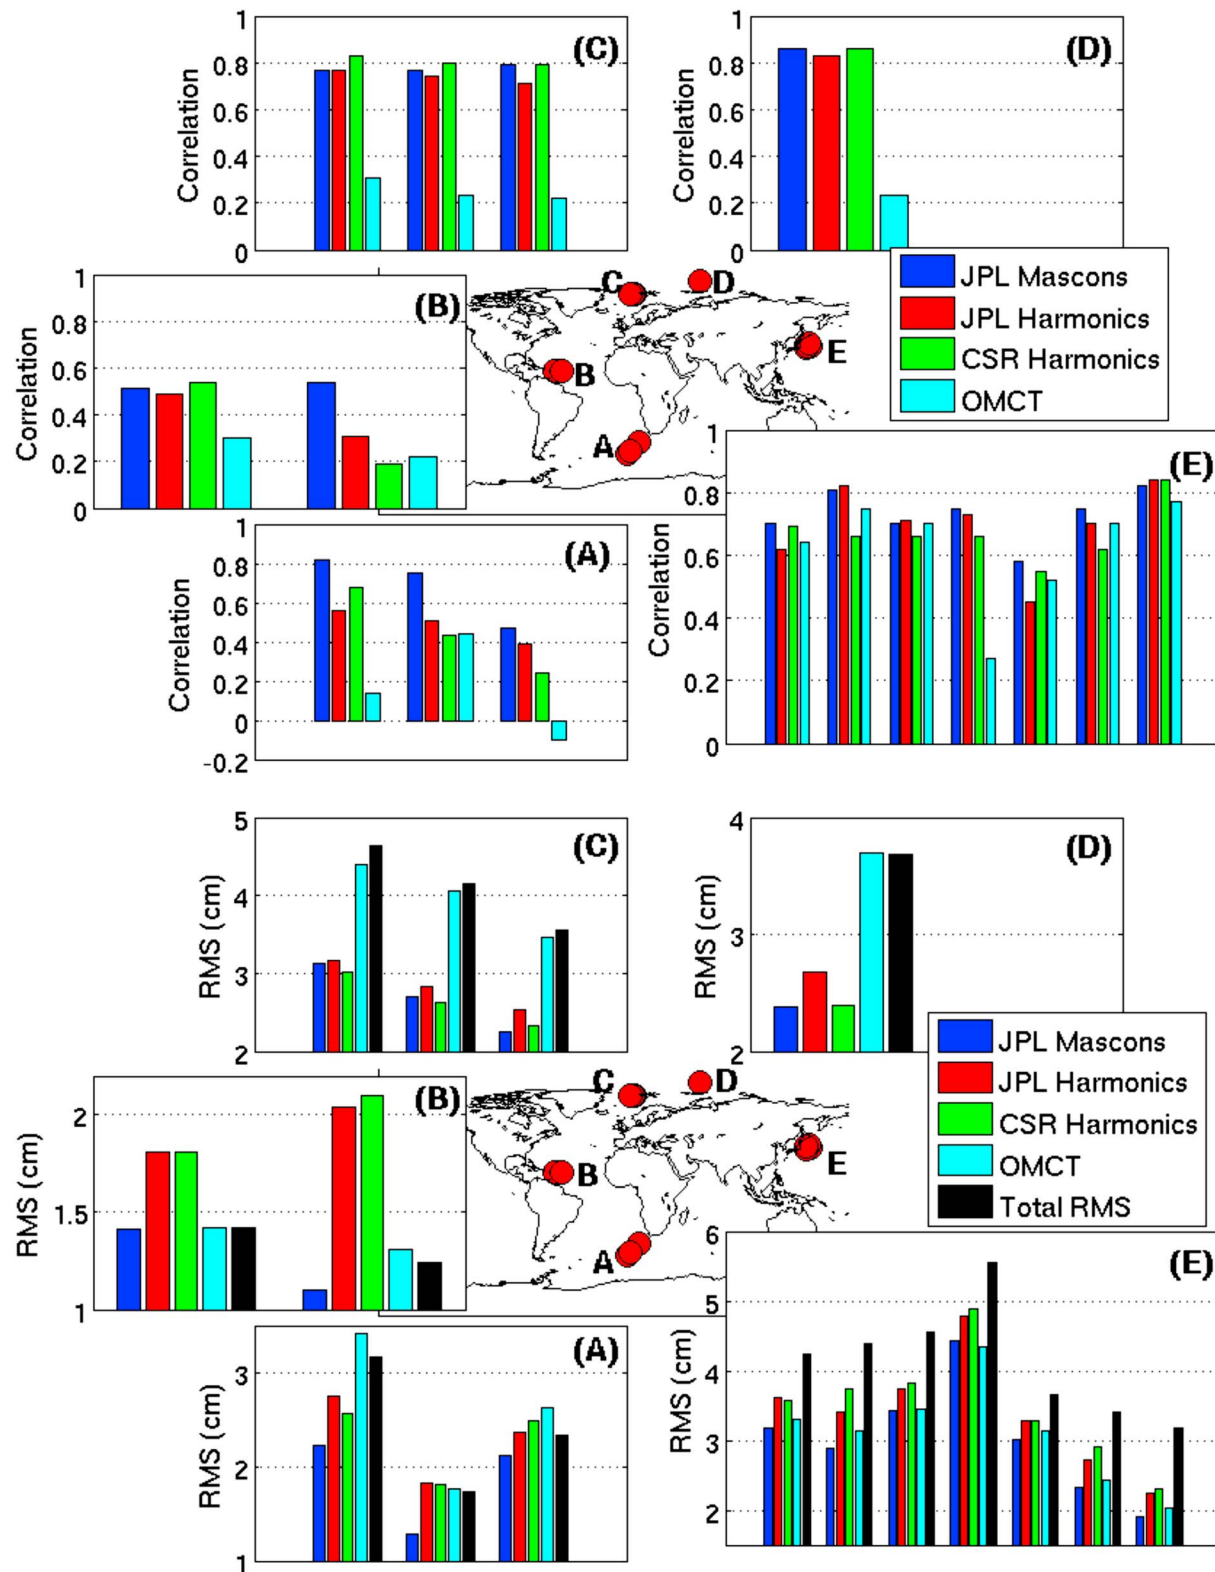 1
0.8
0.6
0.4
0.2
0
Correlation
(C)
1
0.8
0.6
0.4
0.2
0
Correlation
(D)
1
0.8
0.6
0.4
0.2
0
Correlation
(B)
C
D
B
E
A
JPL Mascons
JPL Harmonics
CSR Harmonics
OMCT
1
0.8
0.6
0.4
0.2
0
-0.2
Correlation
(A)
1
0.8
0.6
0.4
0.2
0
Correlation
(E)
5
4
3
2
RMS (cm)
(C)
4
3
2
RMS (cm)
(D)
2
1.5
1
RMS (cm)
(B)
C
D
B
E
A
JPL Mascons
JPL Harmonics
CSR Harmonics
OMCT
Total RMS
3
2
1
RMS (cm)
(A)
6
5
4
3
2
RMS (cm)
(E)